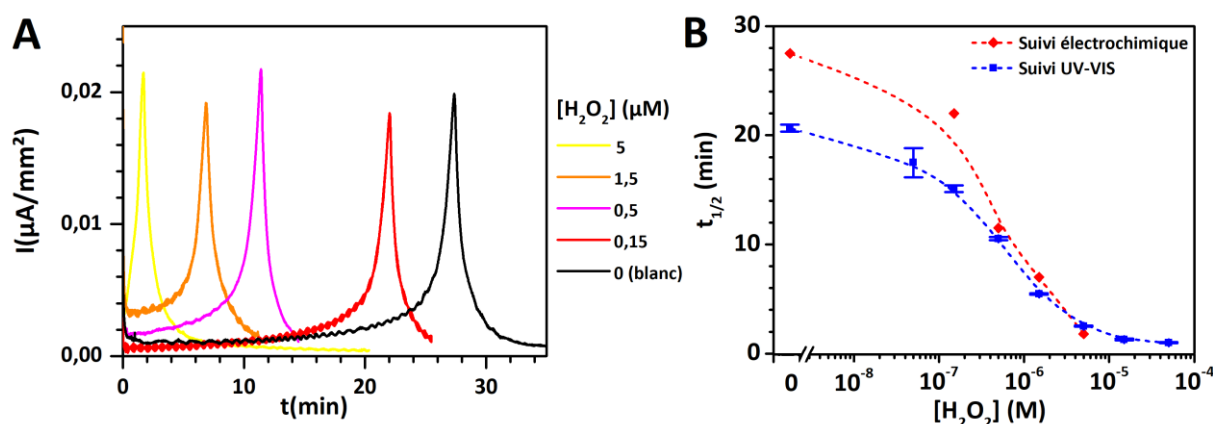 A
I(µA/mm²)
0,02
0,01
0,00
0
10
20
30
t(min)
[H₂O₂] (µM)
5
1,5
0,5
0,15
0 (blanc)
B
t₁/₂ (min)
30
20
10
0
Suivi électrochimique
Suivi UV-VIS
0
10⁻⁸
10⁻⁷
10⁻⁶
10⁻⁵
10⁻⁴
[H₂O₂] (M)